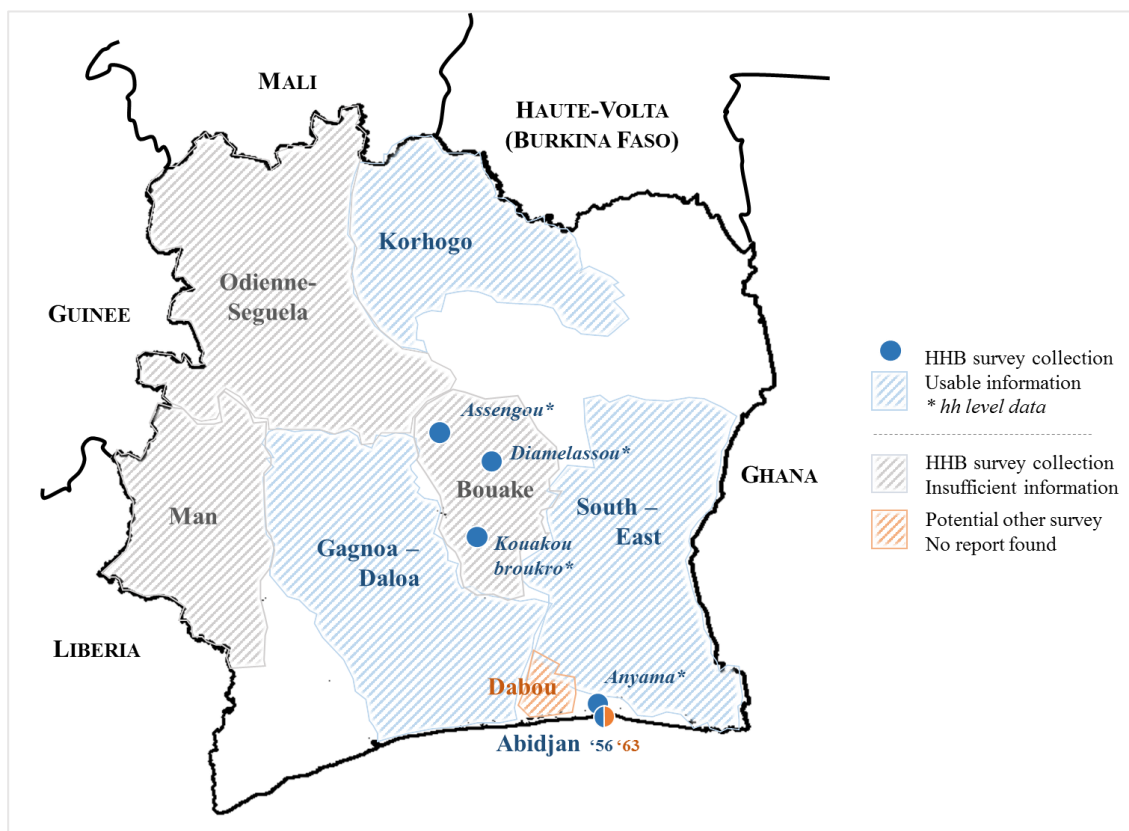 MALI
HAUTE-VOLTA
(BURKINA FASO)
Korhogo
Odienne-
Seguela
GUINEE
HHB survey collection
Usable information
* hh level data
Assengou*
Diamelassou*
GHANA
HHB survey collection
Insufficient information
Bouake
Man
South –
East
Potential other survey
No report found
Gagnoa –
Daloa
Kouakou
broukro*
LIBERIA
Dabou
Anyama*
Abidjan ‘56 ‘63